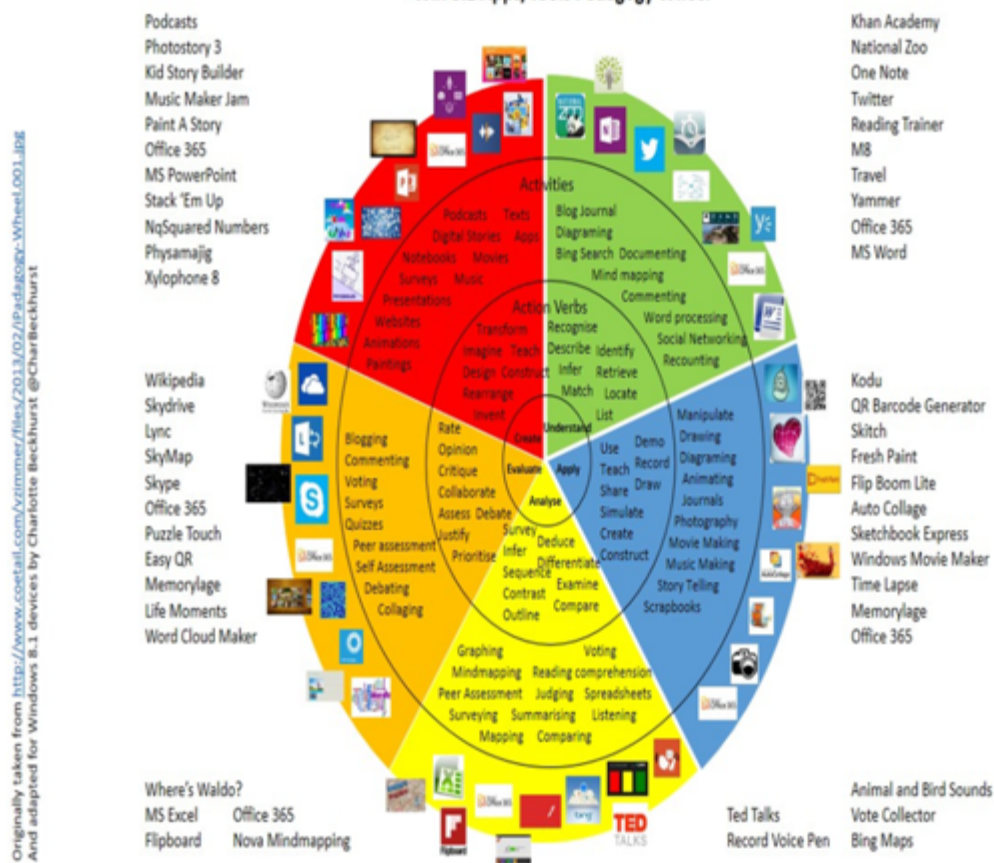 Podcasts
Photostory 3
Kid Story Builder
Music Maker Jam
Paint A Story
Office 365
MS PowerPoint
Stack 'Em Up
NqSquared Numbers
Physamajig
Xylophone 8
Khan Academy
National Zoo
One Note
Twitter
Reading Trainer
M8
Travel
Yammer
Office 365
MS Word
Activities
Podcasts Texts
Digital Stories Apps
Notebooks Movies
Surveys Music
Presentations
Websites
Animations
Paintings
Blog Journal
Diagraming
Bing Search Documenting
Mind mapping
Commenting
Word processing
Social Networking
Recounting
Action Verbs
Transform
Imagine Teach
Design Construct
Rearrange
Invent
Recognise
Describe Identify
Infer Retrieve
Match Locate
List
Create
Understand
Evaluate
Apply
Analyse
Wikipedia
Skydrive
Lync
SkyMap
Skype
Office 365
Puzzle Touch
Easy QR
Memorylage
Life Moments
Word Cloud Maker
Blogging
Commenting
Voting
Surveys
Quizzes
Peer assessment
Self Assessment
Debating
Collaging
Rate
Opinion
Critique
Collaborate
Assess Debate
Justify
Prioritise
Survey
Infer
Sequence
Contrast
Outline
Deduce
Differentiate
Examine
Compare
Use
Teach
Share
Simulate
Create
Construct
Demo
Record
Draw
Manipulate
Drawing
Diagraming
Animating
Journals
Photography
Movie Making
Music Making
Story Telling
Scrapbooks
Kodu
QR Barcode Generator
Skitch
Fresh Paint
Flip Boom Lite
Auto Collage
Sketchbook Express
Windows Movie Maker
Time Lapse
Memorylage
Office 365
Graphing Voting
Mindmapping Reading comprehension
Peer Assessment Judging Spreadsheets
Surveying Summarising Listening
Mapping Comparing
Where's Waldo?
MS Excel Office 365
Flipboard Nova Mindmapping
Flipboard
TED
TALKS
Ted Talks
Record Voice Pen
Animal and Bird Sounds
Vote Collector
Bing Maps
Originally taken from http://www.coetail.com/vzimmer/files/2013/02/iPadagogy-Wheel.001.jpg
And adapted for Windows 8.1 devices by Charlotte Beckhurst @CharBeckhurst